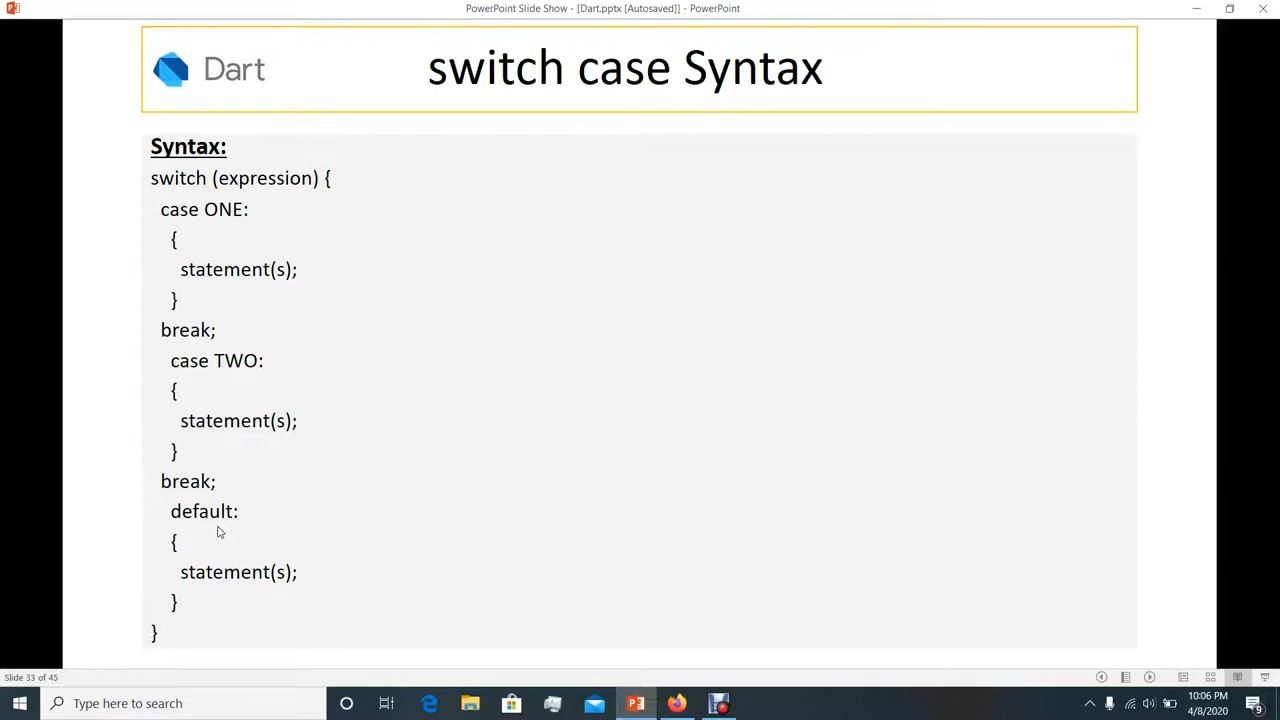 PowerPoint Slide Show - [Dart.pptx [Autosaved]] - PowerPoint
Dart
switch case Syntax
Syntax:
switch (expression) {
case ONE:
{
statement(s);
}
break;
case TWO:
{
statement(s);
}
break;
default:
{
statement(s);
}
}
Slide 33 of 45
Type here to search
10:06 PM
4/8/2020
9